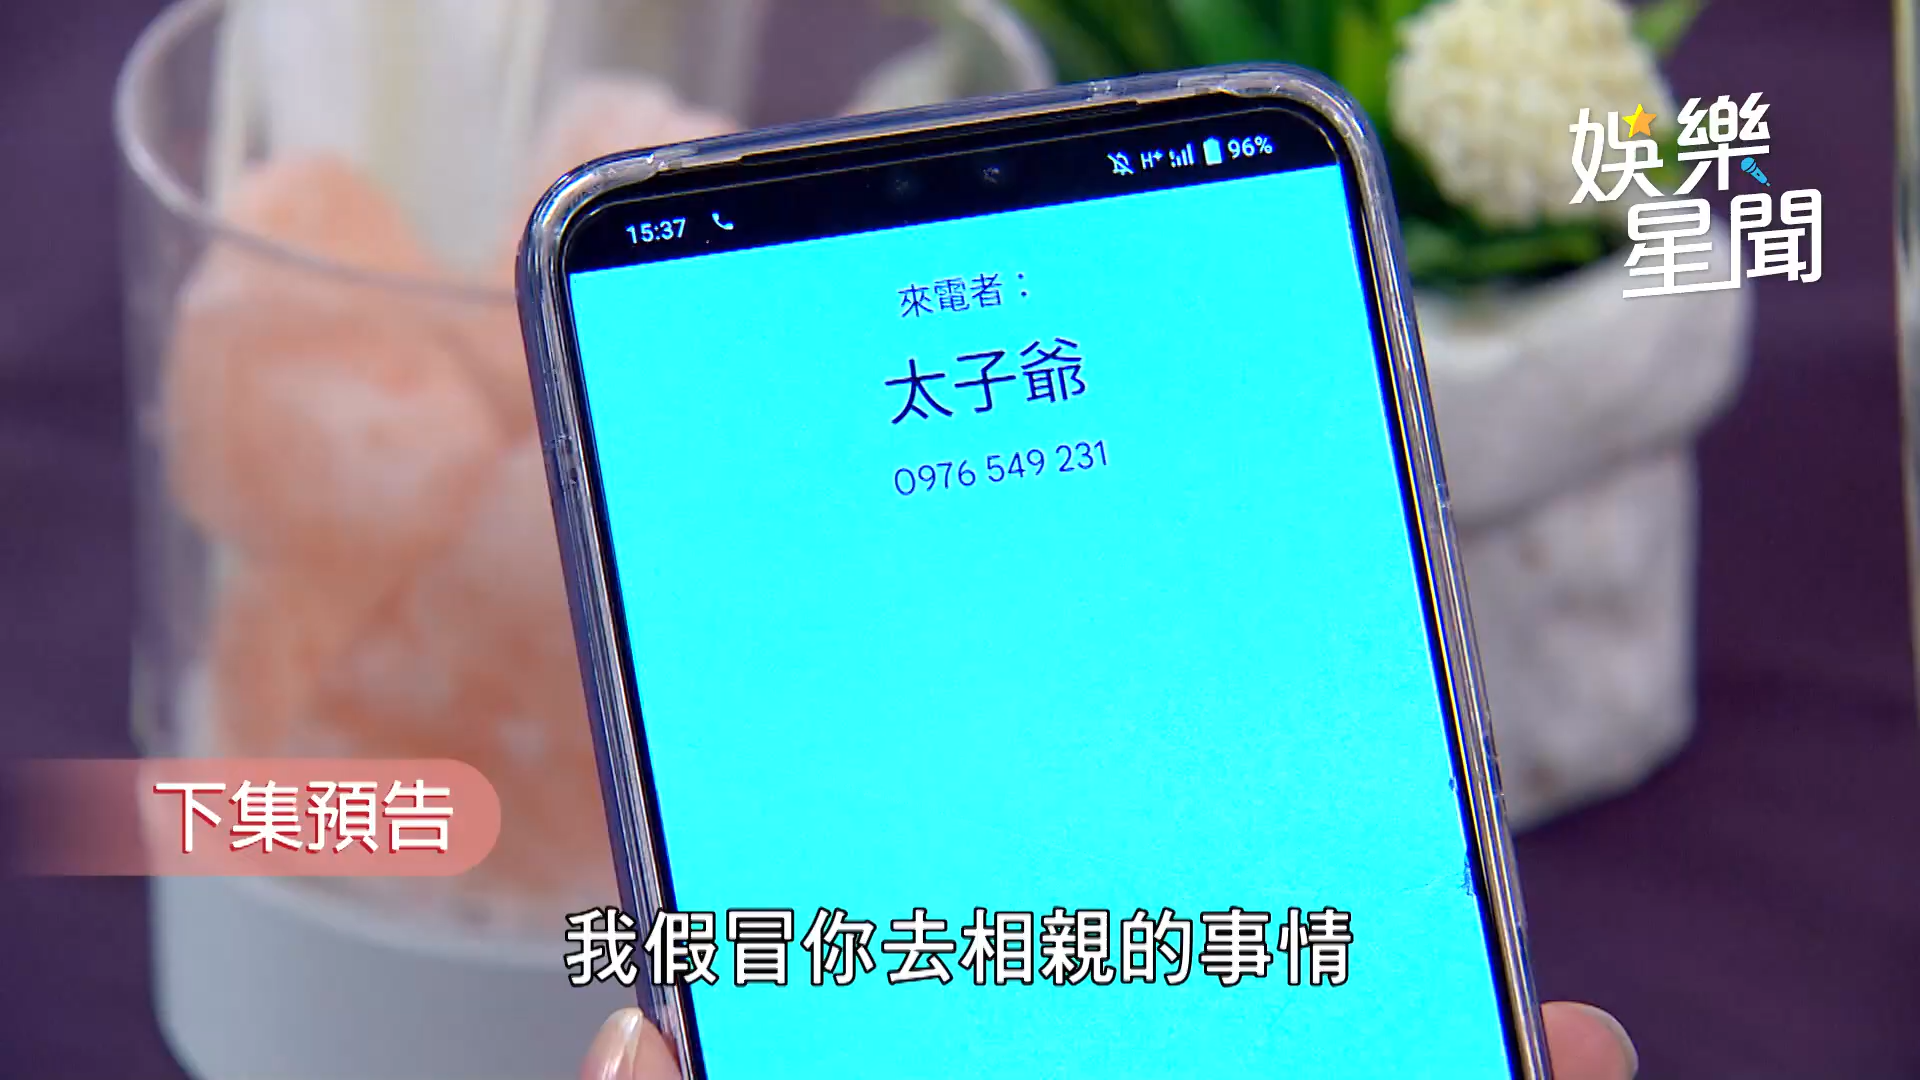 娛樂
星聞
15:37
H+ 96%
來電者：
太子爺
0976 549 231
下集預告
我假冒你去相親的事情